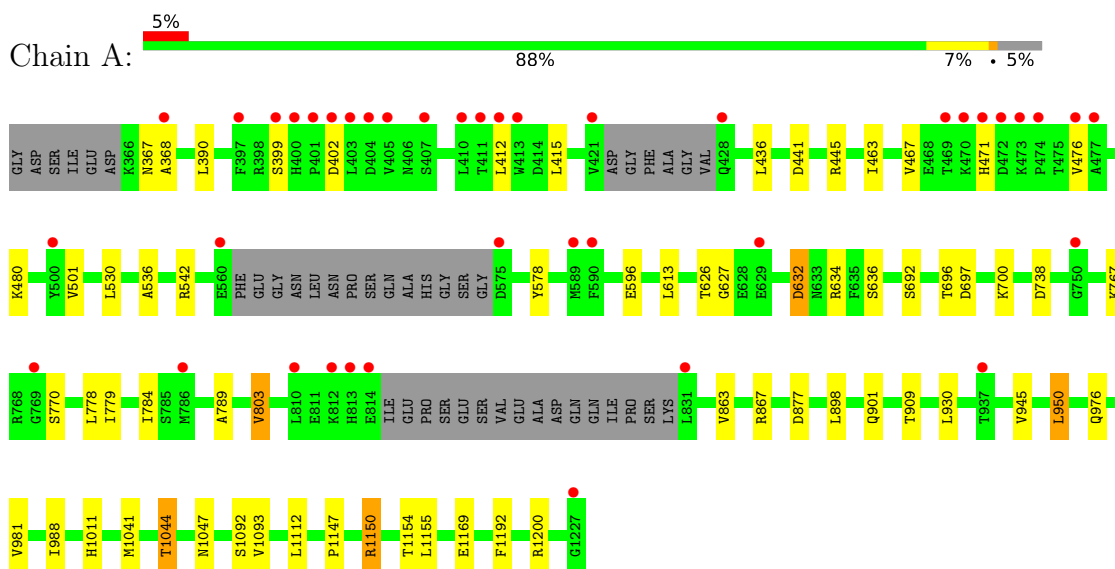 5%
Chain A:
88% 7% • 5%
GLY ASP SER ILE GLU ASP K366 N367 A368 L390 F397 R398 S399 H400 P401 D402 L403 D404 V405 N406 S407 L410 T411 L412 W413 D414 L415 V421 ASP GLY PHE ALA GLY VAL Q428 L436 D441 R445 I463 V467 E468 T469 K470 H471 D472 K473 P474 T475 V476 A477
K480 Y500 V501 L530 A536 R542 E560 PHE GLU GLY ASN LEU ASN PRO SER GLN ALA HIS GLY SER GLY D575 Y578 M589 F590 E596 L613 T626 G627 E628 E629 D632 N633 R634 F635 S636 S692 T696 D697 K700 D738 G750 K767
R768 G769 S770 L778 I779 I784 S785 M786 A789 V803 L810 E811 K812 H813 E814 ILE GLU PRO SER GLU SER VAL GLU ALA ASP GLN GLN ILE PRO SER LYS L831 V863 R867 D877 L898 Q901 T909 L930 T937 V945 L950 Q976
V981 I988 H1011 M1041 T1044 N1047 S1092 V1093 L1112 P1147 R1150 T1154 L1155 E1169 F1192 R1200 G1227